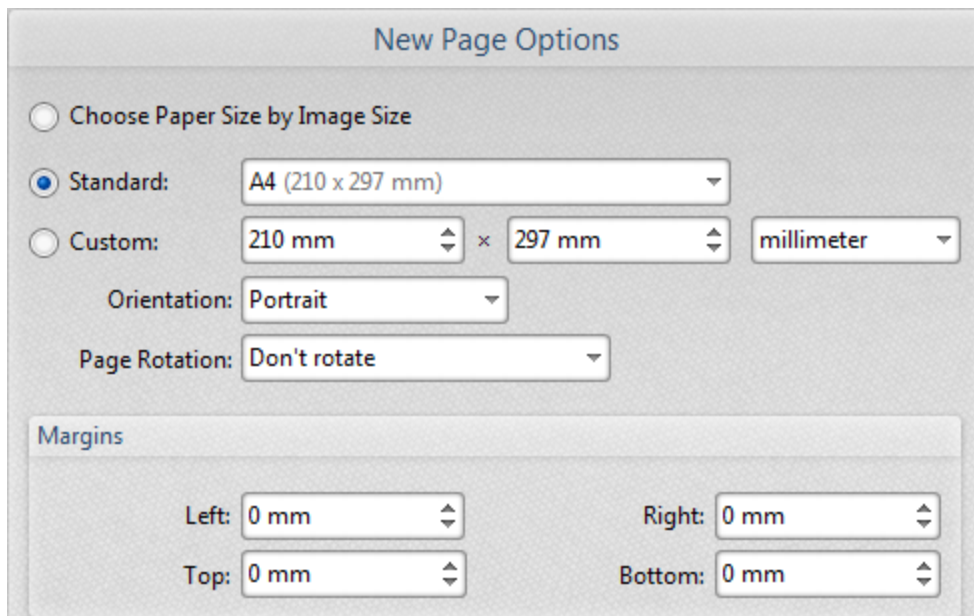 New Page Options
Choose Paper Size by Image Size
Standard: A4 (210 x 297 mm)
Custom: 210 mm × 297 mm millimeter
Orientation: Portrait
Page Rotation: Don't rotate
Margins
Left: 0 mm Right: 0 mm
Top: 0 mm Bottom: 0 mm